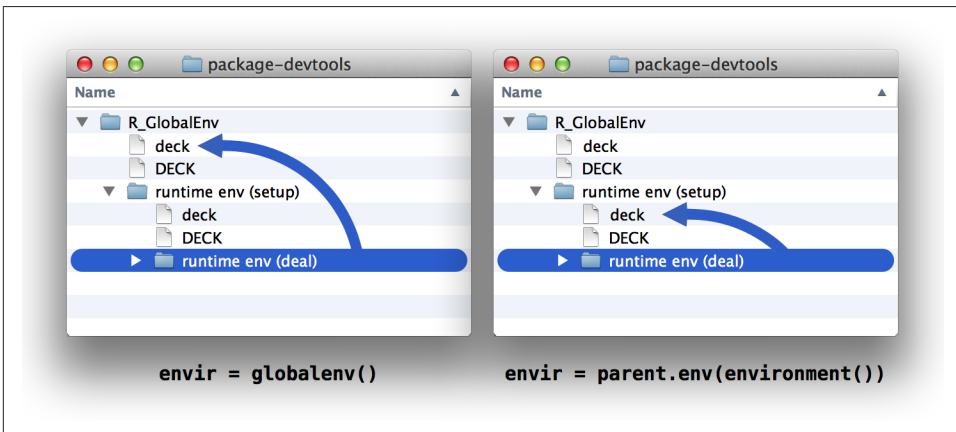 package-devtools
Name
R_GlobalEnv
deck
DECK
runtime env (setup)
deck
DECK
runtime env (deal)
envir = globalenv()
package-devtools
Name
R_GlobalEnv
deck
DECK
runtime env (setup)
deck
DECK
runtime env (deal)
envir = parent.env(environment())